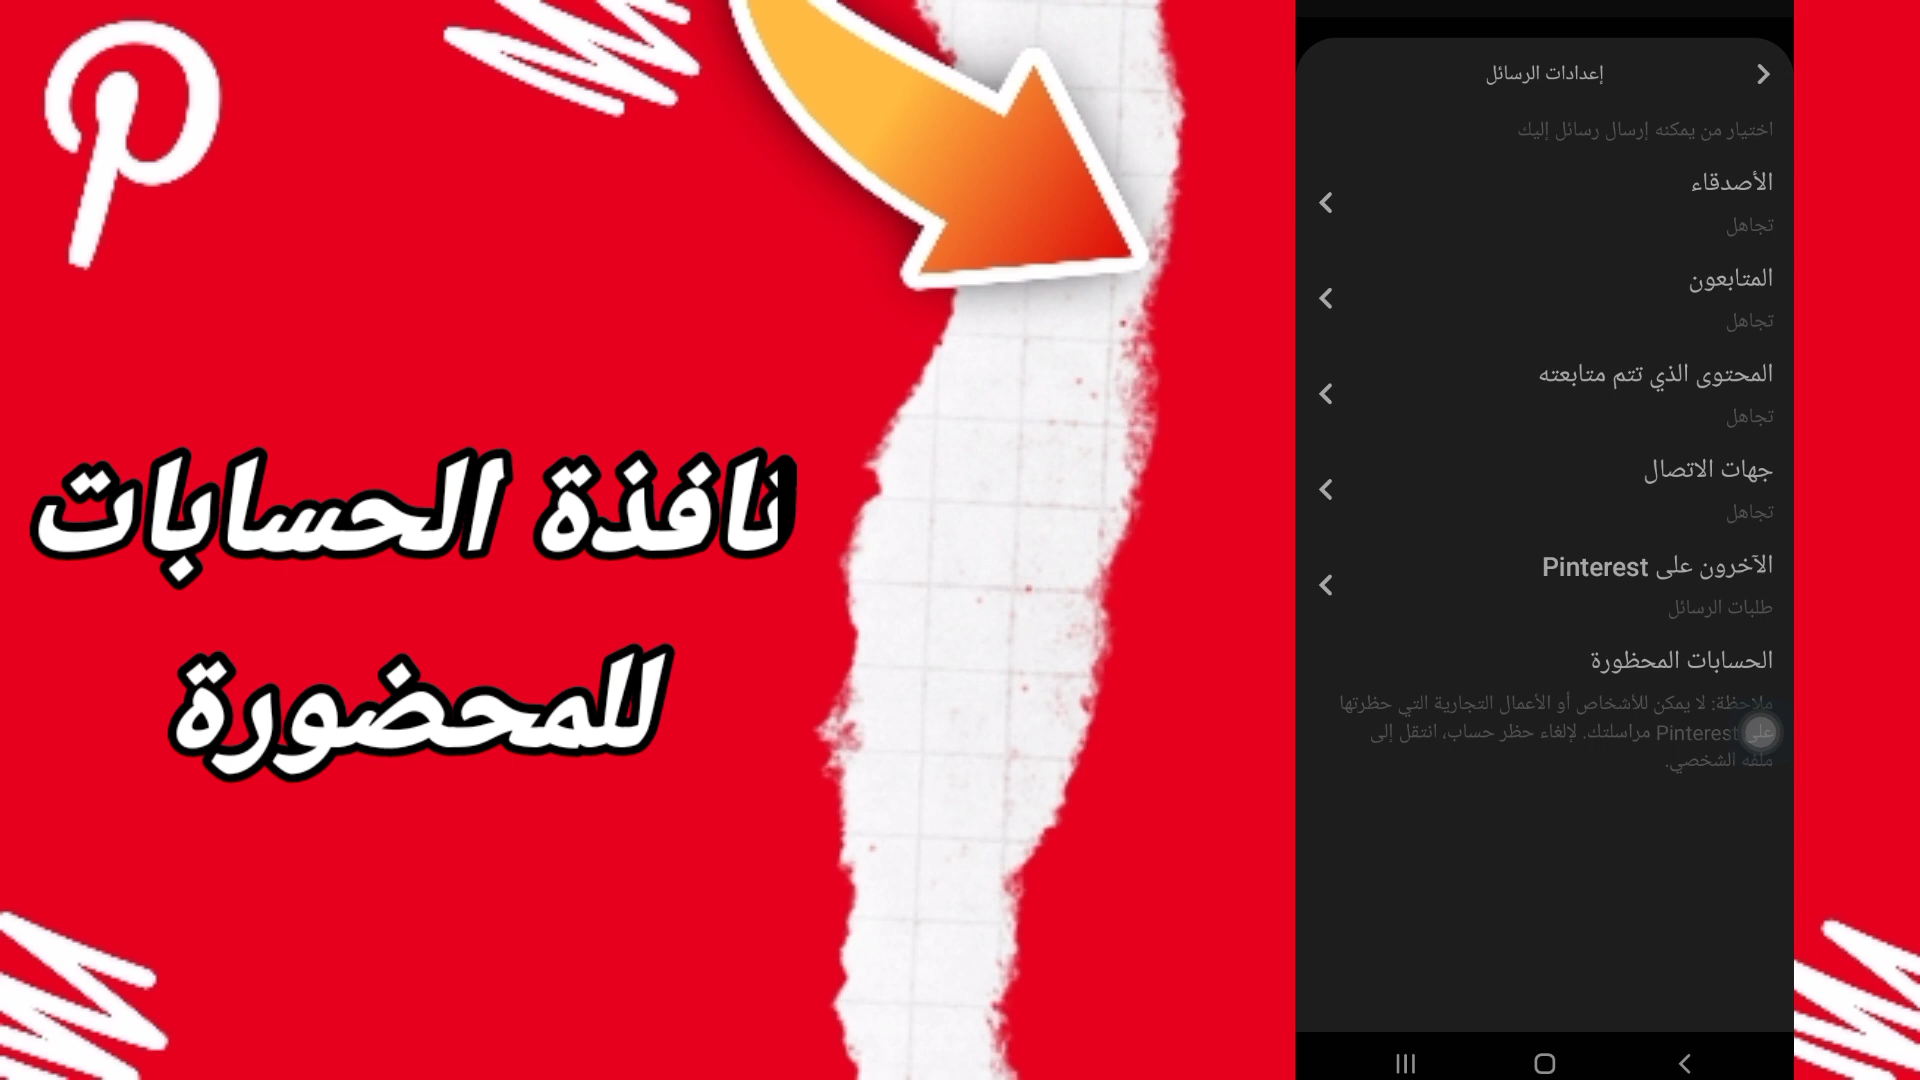 نافذة الحسابات
للمحضورة
إعدادات الرسائل
اختيار من يمكنه إرسال رسائل إليك
الأصدقاء
تجاهل
المتابعون
تجاهل
المحتوى الذي تتم متابعته
تجاهل
جهات الاتصال
تجاهل
الآخرون على Pinterest
طلبات الرسائل
الحسابات المحظورة
ملاحظة: لا يمكن للأشخاص أو الأعمال التجارية التي حظرتها
على Pinterest مراسلتك. لإلغاء حظر حساب، انتقل إلى
ملفه الشخصي.